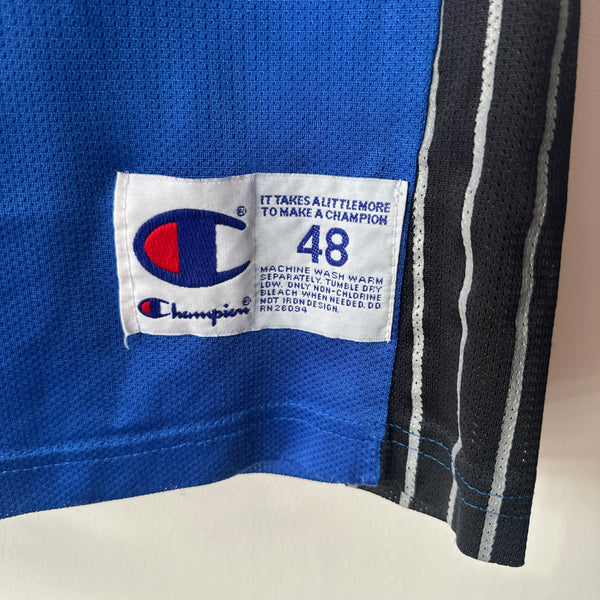 IT TAKES A LITTLE MORE
TO MAKE A CHAMPION
®
48
MACHINE WASH WARM
SEPARATELY. TUMBLE DRY
LOW. ONLY NON-CHLORINE
BLEACH WHEN NEEDED. DO
NOT IRON DESIGN.
RN26094
Champion®